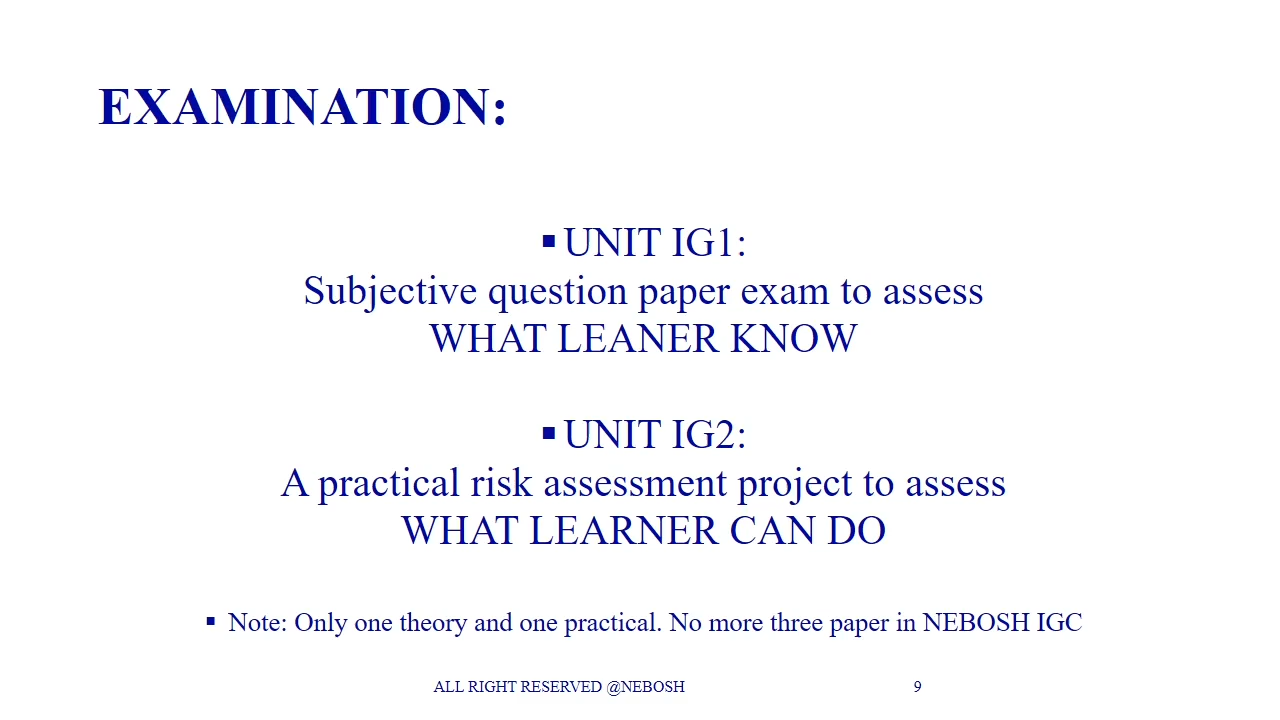 EXAMINATION:
▪ UNIT IG1:
Subjective question paper exam to assess
WHAT LEANER KNOW
▪ UNIT IG2:
A practical risk assessment project to assess
WHAT LEARNER CAN DO
▪ Note: Only one theory and one practical. No more three paper in NEBOSH IGC
ALL RIGHT RESERVED @NEBOSH 9